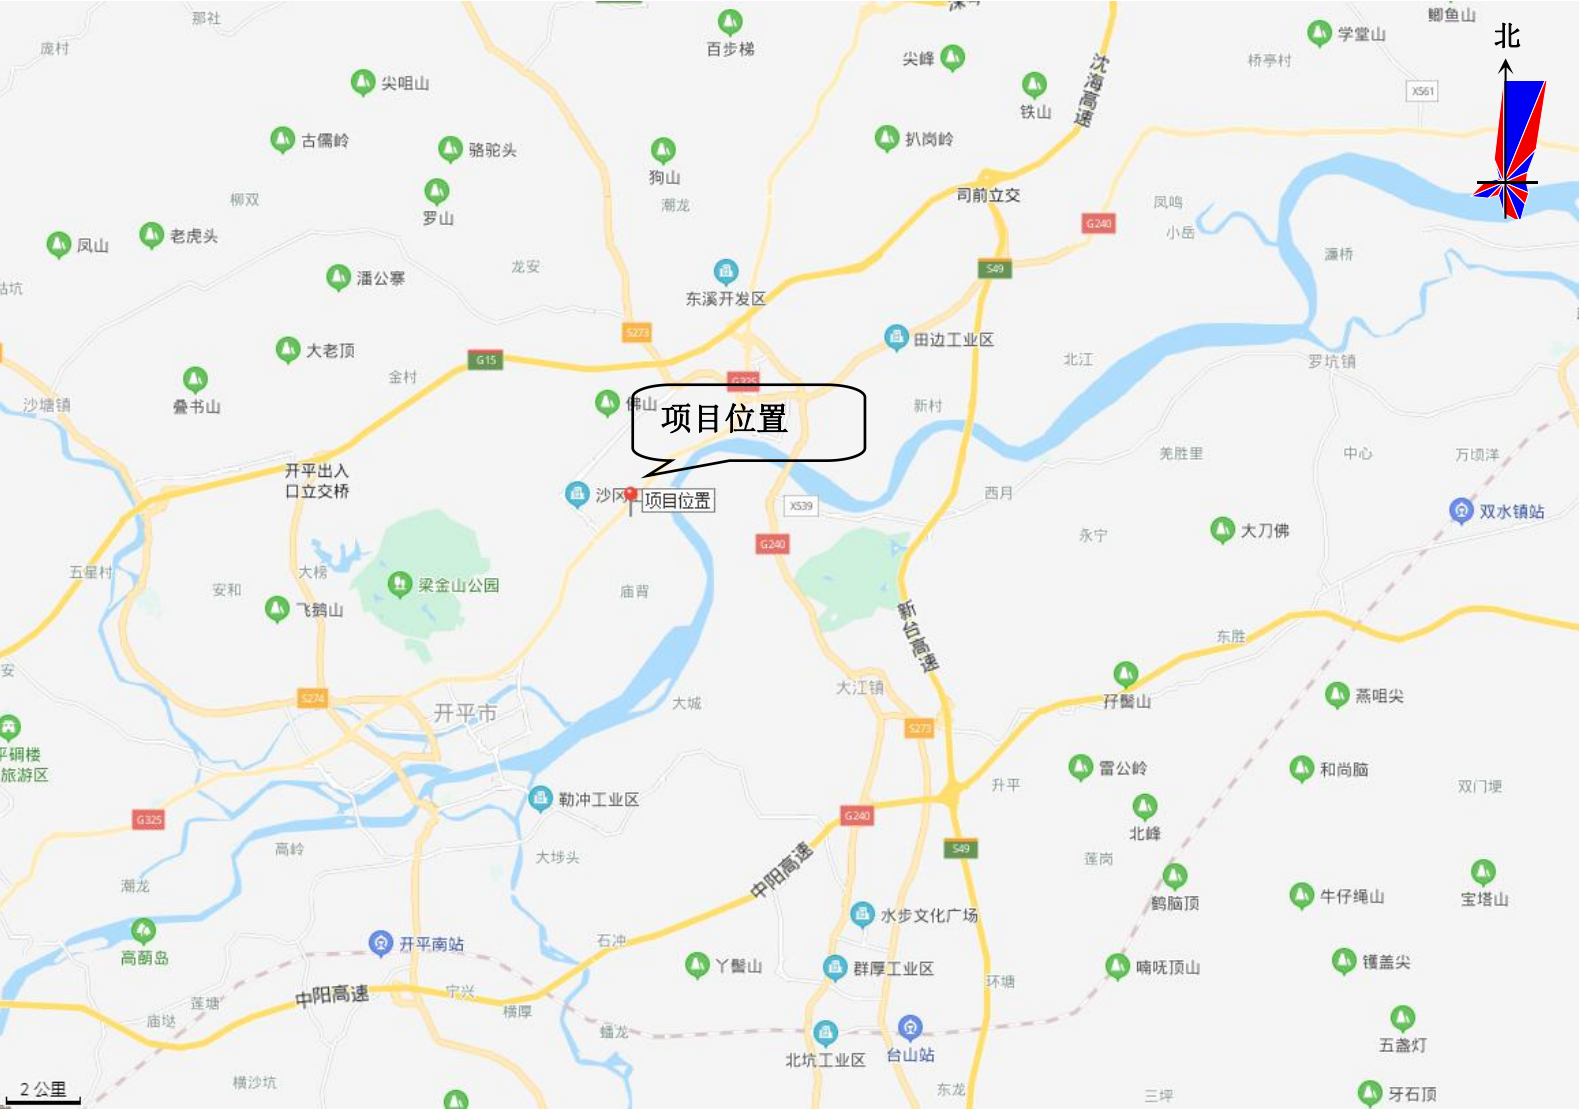 那社
庞村
百步梯
尖峰
沈海高速
铁山
学堂山
鲫鱼山
桥亭村
北
X561
尖咀山
古儒岭
骆驼头
狗山
扒岗岭
罗山
潮龙
柳双
司前立交
G240
凤鸣
小岳
濂桥
凤山
老虎头
龙安
潘公寨
东溪开发区
S49
S273
田边工业区
大老顶
G15
金村
北江
罗坑镇
沙塘镇
叠书山
佛山
项目位置
新村
羌胜里
中心
万顷洋
开平出入
口立交桥
项目位置
X539
西月
双水镇站
大刀佛
永宁
G240
五星村
大榜
安和
梁金山公园
飞鹅山
庙背
新台高速
东胜
安
S274
开平市
大城
大江镇
S273
孖髻山
燕咀尖
平碉楼
旅游区
雷公岭
和尚脑
升平
双门埂
勒冲工业区
G325
G240
北峰
S49
高岭
大埗头
中阳高速
莲岗
潮龙
鹤脑顶
牛仔绳山
宝塔山
水步文化广场
高蓢岛
开平南站
石冲
丫髻山
群厚工业区
喃呒顶山
镬盖尖
环塘
莲塘
中阳高速
宁兴
横厚
庙垯
蟠龙
北坑工业区
台山站
五盏灯
2 公里
横沙坑
东龙
三坪
牙石顶